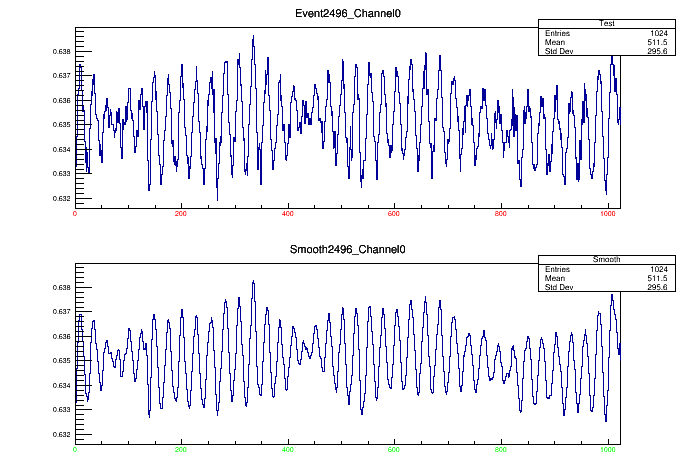 Event2496_Channel0
Test
Entries 1024
Mean 511.5
Std Dev 295.6
0.638
0.637
0.636
0.635
0.634
0.633
0.632
0 200 400 600 800 1000
Smooth2496_Channel0
Smooth
Entries 1024
Mean 511.5
Std Dev 295.6
0.638
0.637
0.636
0.635
0.634
0.633
0.632
0 200 400 600 800 1000